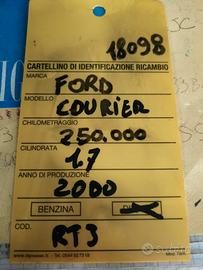 18098
CARTELLINO DI IDENTIFICAZIONE RICAMBIO
MARCA
FORD
MODELLO
COURIER
CHILOMETRAGGIO
250.000
CILINDRATA
1.7
ANNO DI PRODUZIONE
2000
BENZINA
COD.
RT3